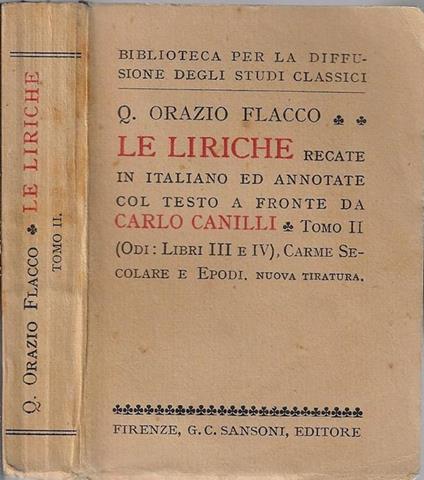 Q. ORAZIO FLACCO ♣ LE LIRICHE
TOMO II.
BIBLIOTECA PER LA DIFFU-
SIONE DEGLI STUDI CLASSICI
Q. ORAZIO FLACCO ♣ ♣
LE LIRICHE RECATE
IN ITALIANO ED ANNOTATE
COL TESTO A FRONTE DA
CARLO CANILLI ♣ TOMO II
(ODI: LIBRI III E IV), CARME SE-
COLARE E EPODI. NUOVA TIRATURA.
FIRENZE, G. C. SANSONI, EDITORE